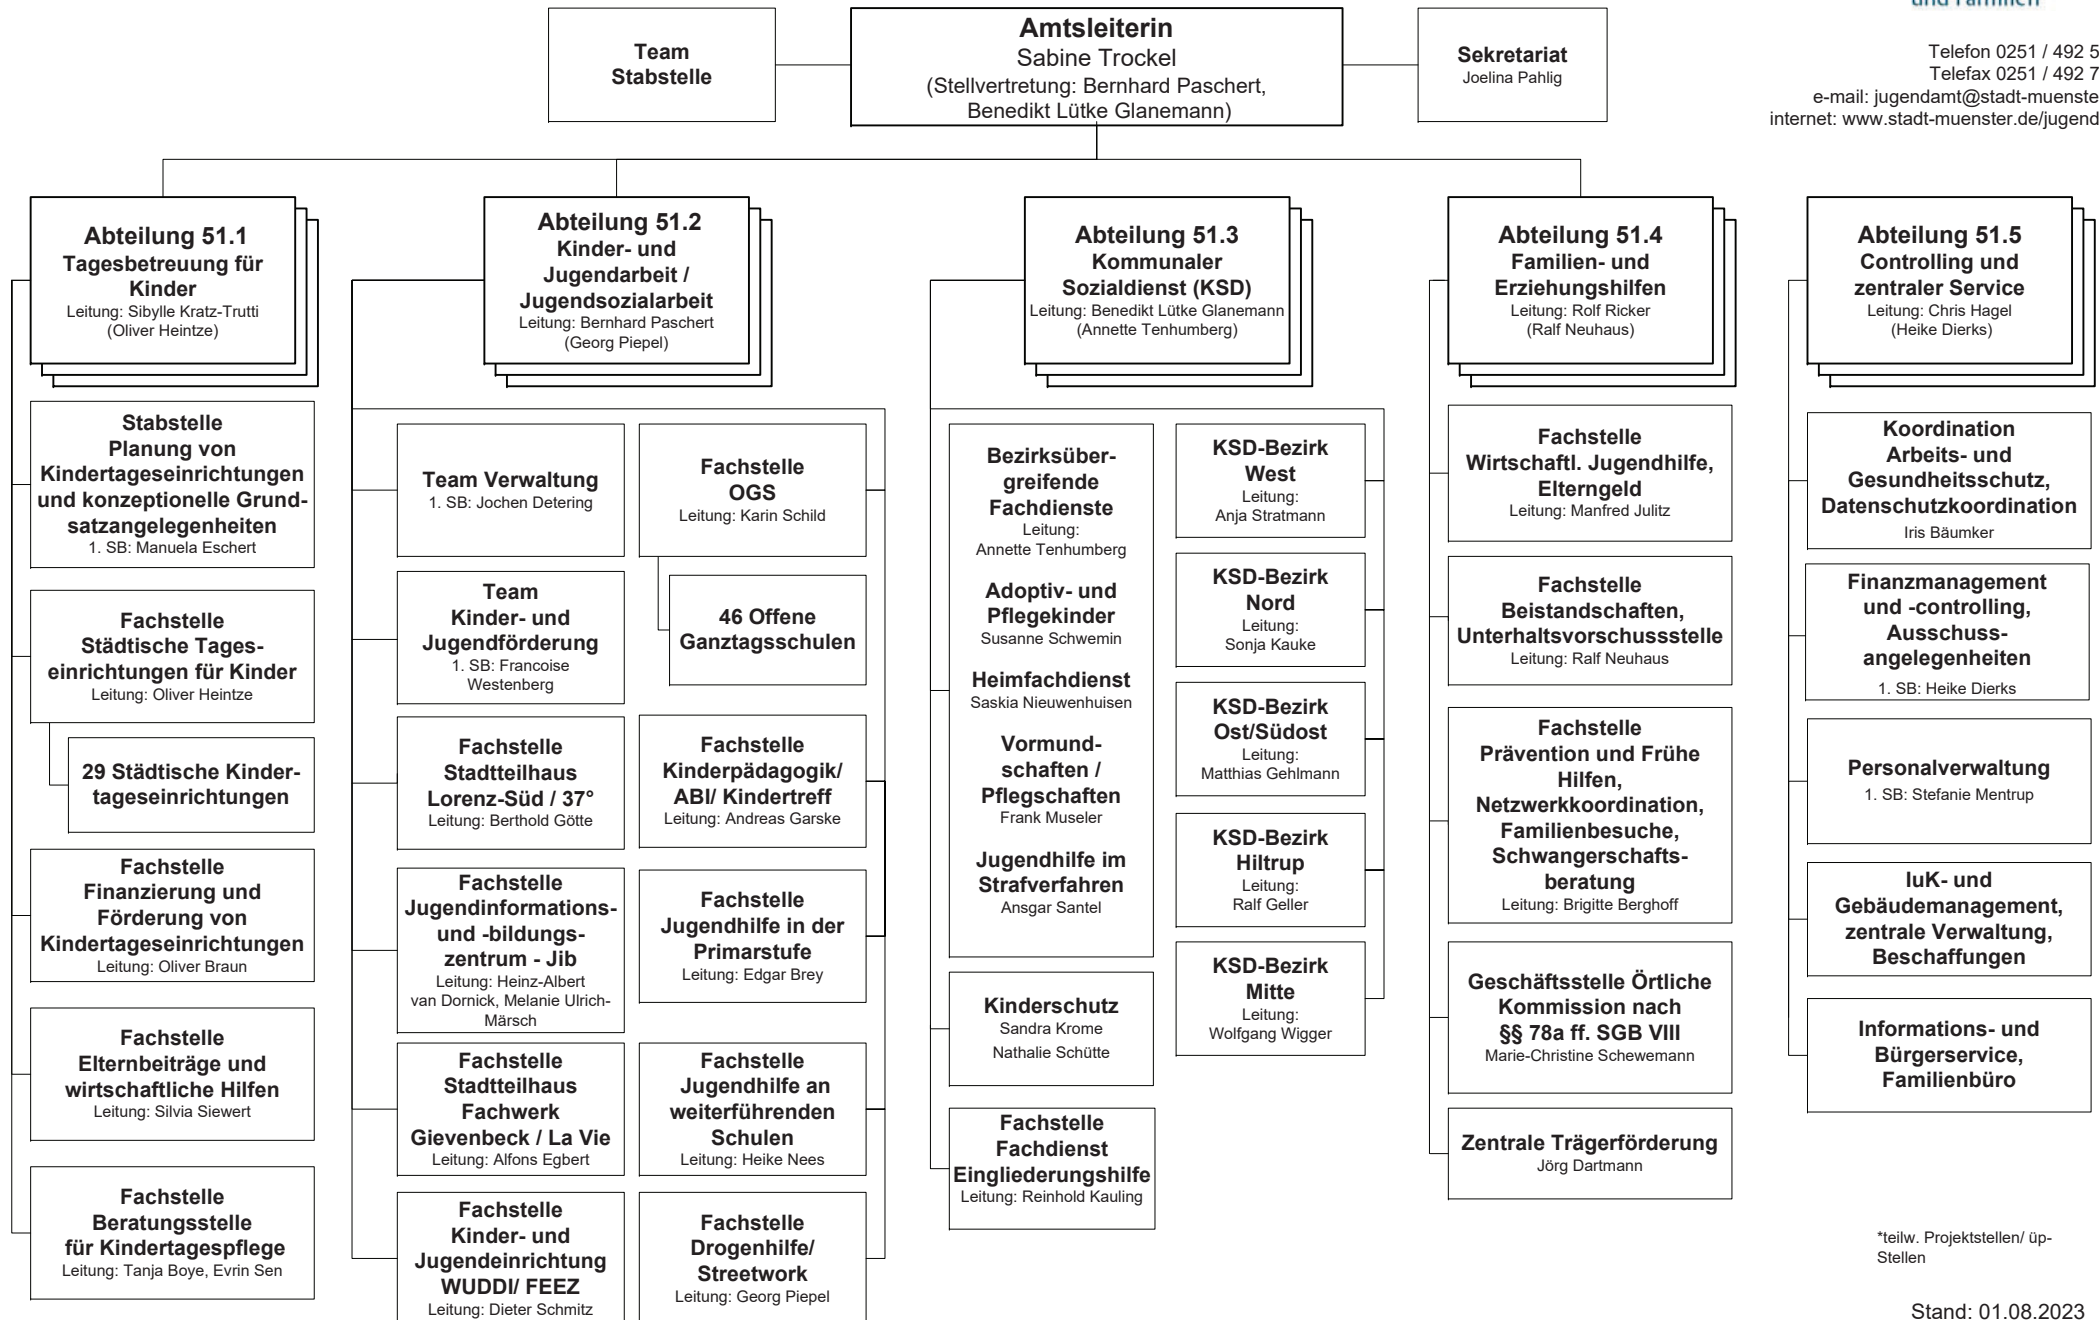 und Familien
Team
Stabstelle
Amtsleiterin
Sabine Trockel
(Stellvertretung: Bernhard Paschert,
Benedikt Lütke Glanemann)
Sekretariat
Joelina Pahlig
Telefon 0251 / 492 5
Telefax 0251 / 492 7
e-mail: jugendamt@stadt-muenste
internet: www.stadt-muenster.de/jugend
Abteilung 51.1
Tagesbetreuung für
Kinder
Leitung: Sibylle Kratz-Trutti
(Oliver Heintze)
Stabstelle
Planung von
Kindertageseinrichtungen
und konzeptionelle Grund-
satzangelegenheiten
1. SB: Manuela Eschert
Fachstelle
Städtische Tages-
einrichtungen für Kinder
Leitung: Oliver Heintze
29 Städtische Kinder-
tageseinrichtungen
Fachstelle
Finanzierung und
Förderung von
Kindertageseinrichtungen
Leitung: Oliver Braun
Fachstelle
Elternbeiträge und
wirtschaftliche Hilfen
Leitung: Silvia Siewert
Fachstelle
Beratungsstelle
für Kindertagespflege
Leitung: Tanja Boye, Evrin Sen
Abteilung 51.2
Kinder- und
Jugendarbeit /
Jugendsozialarbeit
Leitung: Bernhard Paschert
(Georg Piepel)
Team Verwaltung
1. SB: Jochen Detering
Team
Kinder- und
Jugendförderung
1. SB: Francoise
Westenberg
Fachstelle
Stadtteilhaus
Lorenz-Süd / 37°
Leitung: Berthold Götte
Fachstelle
Jugendinformations-
und -bildungs-
zentrum - Jib
Leitung: Heinz-Albert
van Dornick, Melanie Ulrich-
Märsch
Fachstelle
Stadtteilhaus
Fachwerk
Gievenbeck / La Vie
Leitung: Alfons Egbert
Fachstelle
Kinder- und
Jugendeinrichtung
WUDDI/ FEEZ
Leitung: Dieter Schmitz
Fachstelle
OGS
Leitung: Karin Schild
46 Offene
Ganztagsschulen
Fachstelle
Kinderpädagogik/
ABI/ Kindertreff
Leitung: Andreas Garske
Fachstelle
Jugendhilfe in der
Primarstufe
Leitung: Edgar Brey
Fachstelle
Jugendhilfe an
weiterführenden
Schulen
Leitung: Heike Nees
Fachstelle
Drogenhilfe/
Streetwork
Leitung: Georg Piepel
Abteilung 51.3
Kommunaler
Sozialdienst (KSD)
Leitung: Benedikt Lütke Glanemann
(Annette Tenhumberg)
Bezirksüber-
greifende
Fachdienste
Leitung:
Annette Tenhumberg
Adoptiv- und
Pflegekinder
Susanne Schwemin
Heimfachdienst
Saskia Nieuwenhuisen
Vormund-
schaften /
Pflegschaften
Frank Museler
Jugendhilfe im
Strafverfahren
Ansgar Santel
Kinderschutz
Sandra Krome
Nathalie Schütte
Fachstelle
Fachdienst
Eingliederungshilfe
Leitung: Reinhold Kauling
KSD-Bezirk
West
Leitung:
Anja Stratmann
KSD-Bezirk
Nord
Leitung:
Sonja Kauke
KSD-Bezirk
Ost/Südost
Leitung:
Matthias Gehlmann
KSD-Bezirk
Hiltrup
Leitung:
Ralf Geller
KSD-Bezirk
Mitte
Leitung:
Wolfgang Wigger
Abteilung 51.4
Familien- und
Erziehungshilfen
Leitung: Rolf Ricker
(Ralf Neuhaus)
Fachstelle
Wirtschaftl. Jugendhilfe,
Elterngeld
Leitung: Manfred Julitz
Fachstelle
Beistandschaften,
Unterhaltsvorschussstelle
Leitung: Ralf Neuhaus
Fachstelle
Prävention und Frühe
Hilfen,
Netzwerkkoordination,
Familienbesuche,
Schwangerschafts-
beratung
Leitung: Brigitte Berghoff
Geschäftsstelle Örtliche
Kommission nach
§§ 78a ff. SGB VIII
Marie-Christine Schewemann
Zentrale Trägerförderung
Jörg Dartmann
Abteilung 51.5
Controlling und
zentraler Service
Leitung: Chris Hagel
(Heike Dierks)
Koordination
Arbeits- und
Gesundheitsschutz,
Datenschutzkoordination
Iris Bäumker
Finanzmanagement
und -controlling,
Ausschuss-
angelegenheiten
1. SB: Heike Dierks
Personalverwaltung
1. SB: Stefanie Mentrup
IuK- und
Gebäudemanagement,
zentrale Verwaltung,
Beschaffungen
Informations- und
Bürgerservice,
Familienbüro
*teilw. Projektstellen/ üp-
Stellen
Stand: 01.08.2023